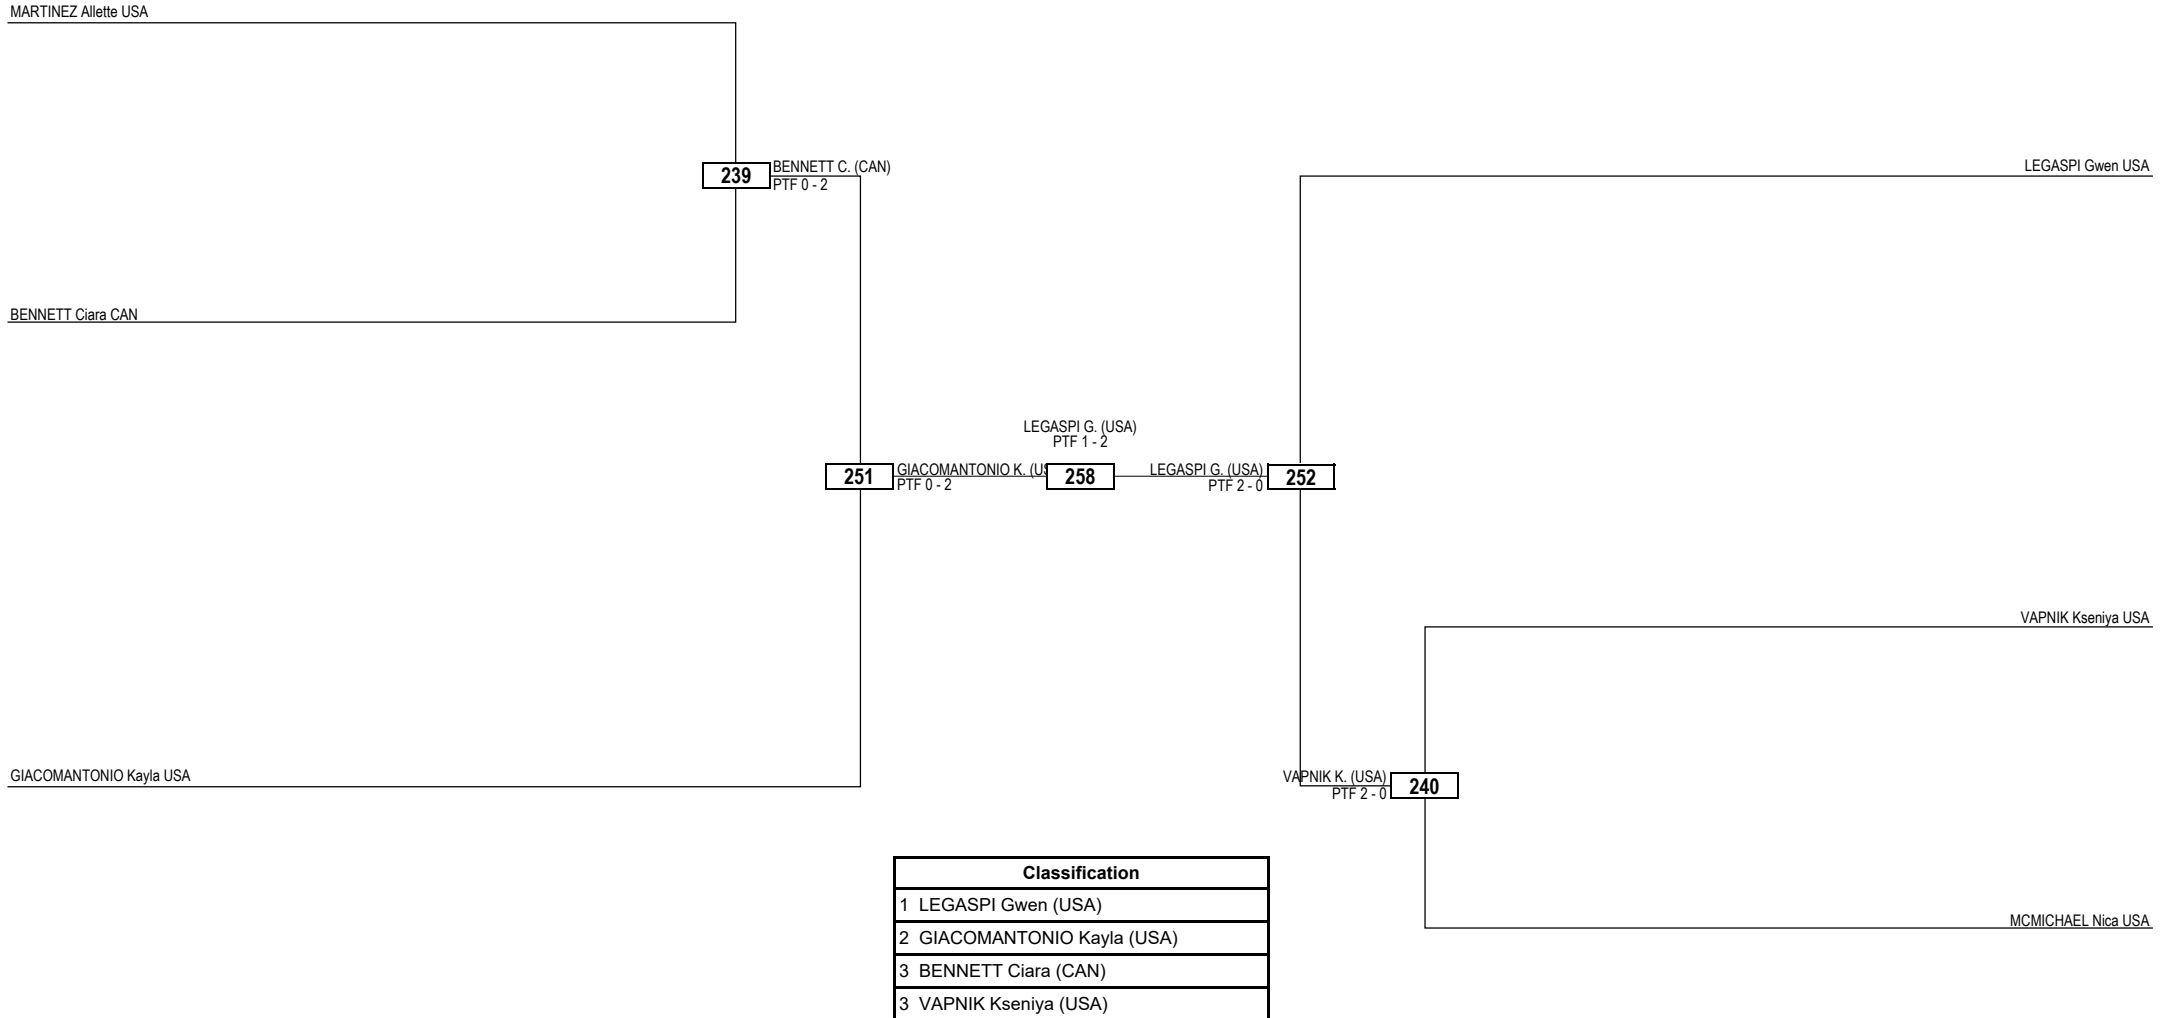 MARTINEZ Allette USA
239
BENNETT C. (CAN)
PTF 0 - 2
LEGASPI Gwen USA
BENNETT Ciara CAN
LEGASPI G. (USA)
PTF 1 - 2
251
GIACOMANTONIO K. (US
PTF 0 - 2
258
LEGASPI G. (USA)
PTF 2 - 0
252
VAPNIK Kseniya USA
GIACOMANTONIO Kayla USA
VAPNIK K. (USA)
PTF 2 - 0
240
Classification
1 LEGASPI Gwen (USA)
2 GIACOMANTONIO Kayla (USA)
3 BENNETT Ciara (CAN)
3 VAPNIK Kseniya (USA)
MCMICHAEL Nica USA